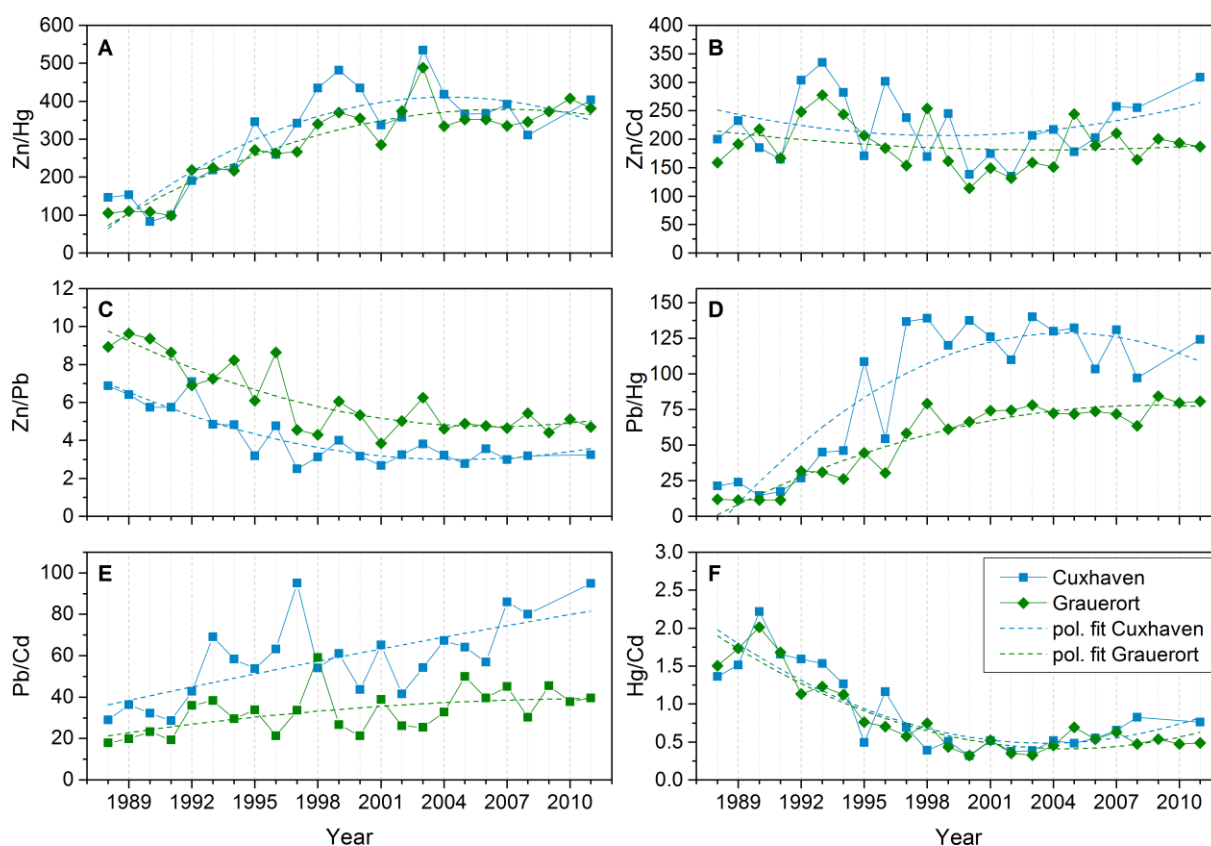 A
Zn/Hg
600
500
400
300
200
100
0
B
Zn/Cd
400
350
300
250
200
150
100
50
0
C
Zn/Pb
12
10
8
6
4
2
0
D
Pb/Hg
150
125
100
75
50
25
0
E
Pb/Cd
100
80
60
40
20
0
1989 1992 1995 1998 2001 2004 2007 2010
Year
F
Hg/Cd
3.0
2.5
2.0
1.5
1.0
0.5
0.0
Cuxhaven
Grauerort
pol. fit Cuxhaven
pol. fit Grauerort
1989 1992 1995 1998 2001 2004 2007 2010
Year